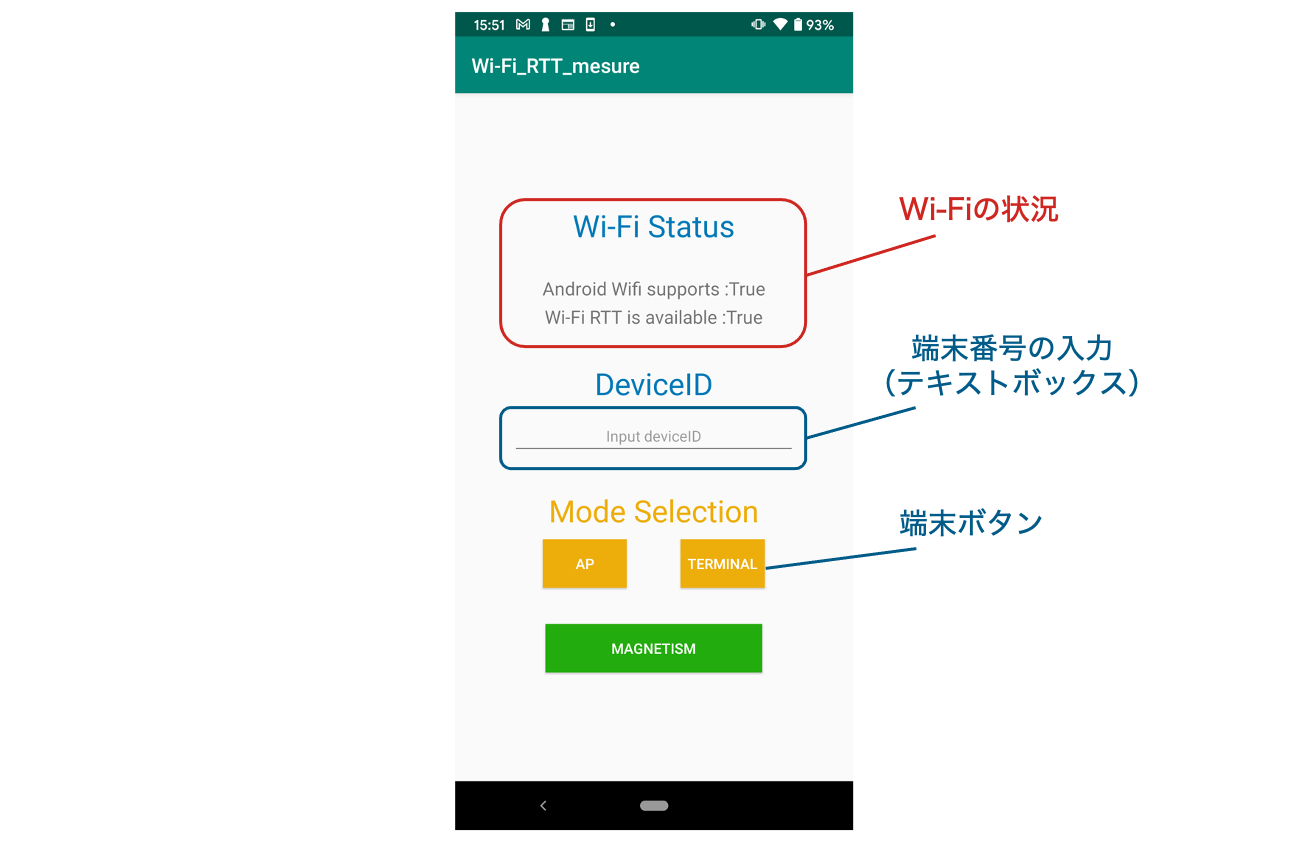 15:51 93%
Wi-Fi_RTT_mesure
Wi-Fiの状況
Wi-Fi Status
Android Wifi supports :True
Wi-Fi RTT is available :True
端末番号の入力
（テキストボックス）
DeviceID
Input deviceID
Mode Selection
端末ボタン
AP TERMINAL
MAGNETISM